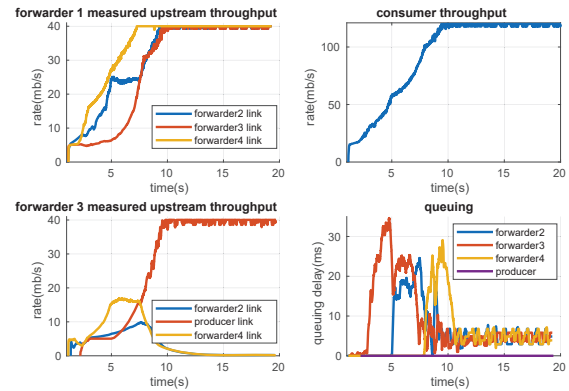 forwarder 1 measured upstream throughput
40
30
20
10
0
rate(mb/s)
5
10
15
20
time(s)
forwarder2 link
forwarder3 link
forwarder4 link
consumer throughput
100
50
0
rate(mb/s)
5
10
15
20
time(s)
forwarder 3 measured upstream throughput
40
30
20
10
0
rate(mb/s)
5
10
15
20
time(s)
forwarder2 link
producer link
forwarder4 link
queuing
30
20
10
0
queuing delay(ms)
5
10
15
20
time(s)
forwarder2
forwarder3
forwarder4
producer